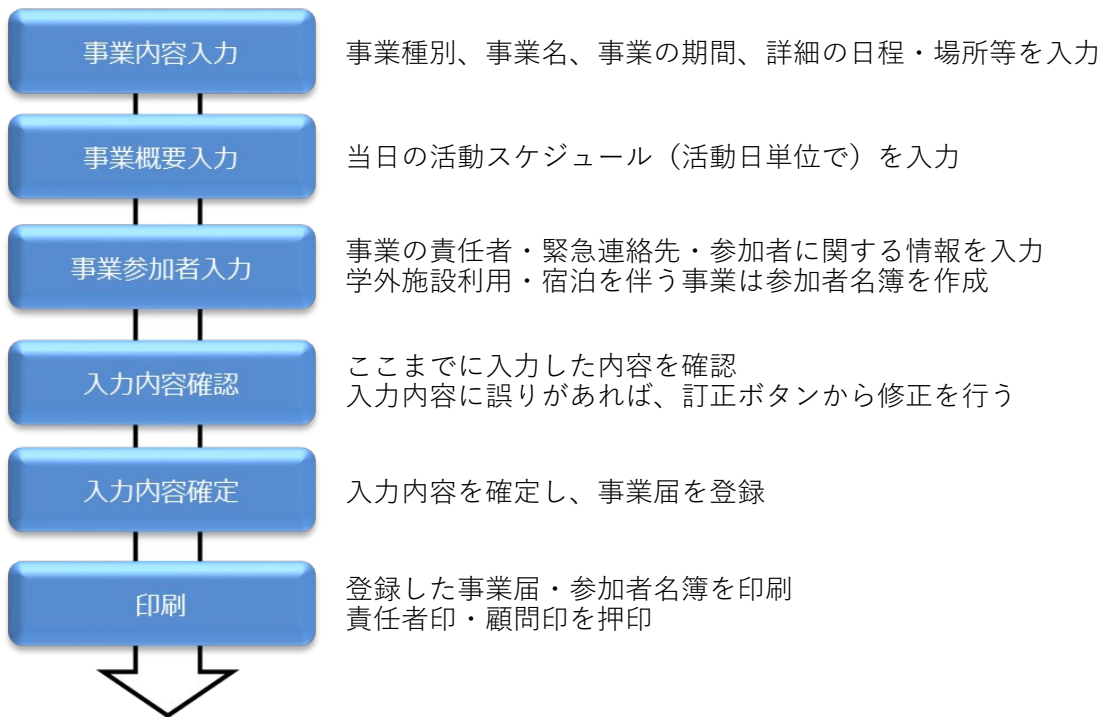 事業内容入力
事業種別、事業名、事業の期間、詳細の日程・場所等を入力
事業概要入力
当日の活動スケジュール（活動日単位で）を入力
事業参加者入力
事業の責任者・緊急連絡先・参加者に関する情報を入力
学外施設利用・宿泊を伴う事業は参加者名簿を作成
入力内容確認
ここまでに入力した内容を確認
入力内容に誤りがあれば、訂正ボタンから修正を行う
入力内容確定
入力内容を確定し、事業届を登録
印刷
登録した事業届・参加者名簿を印刷
責任者印・顧問印を押印